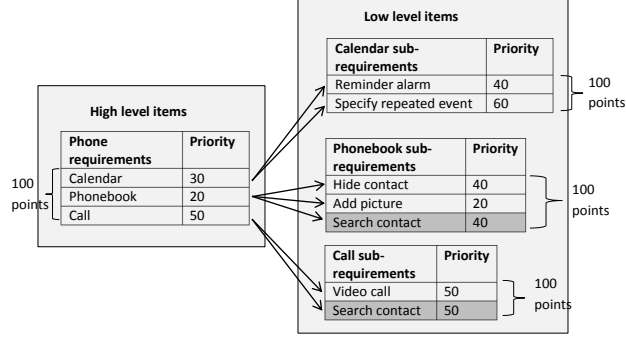 High level items
Phone requirements Priority
Calendar 30
Phonebook 20
Call 50
100 points
Low level items
Calendar sub-requirements Priority
Reminder alarm 40
Specify repeated event 60
100 points
Phonebook sub-requirements Priority
Hide contact 40
Add picture 20
Search contact 40
100 points
Call sub-requirements Priority
Video call 50
Search contact 50
100 points